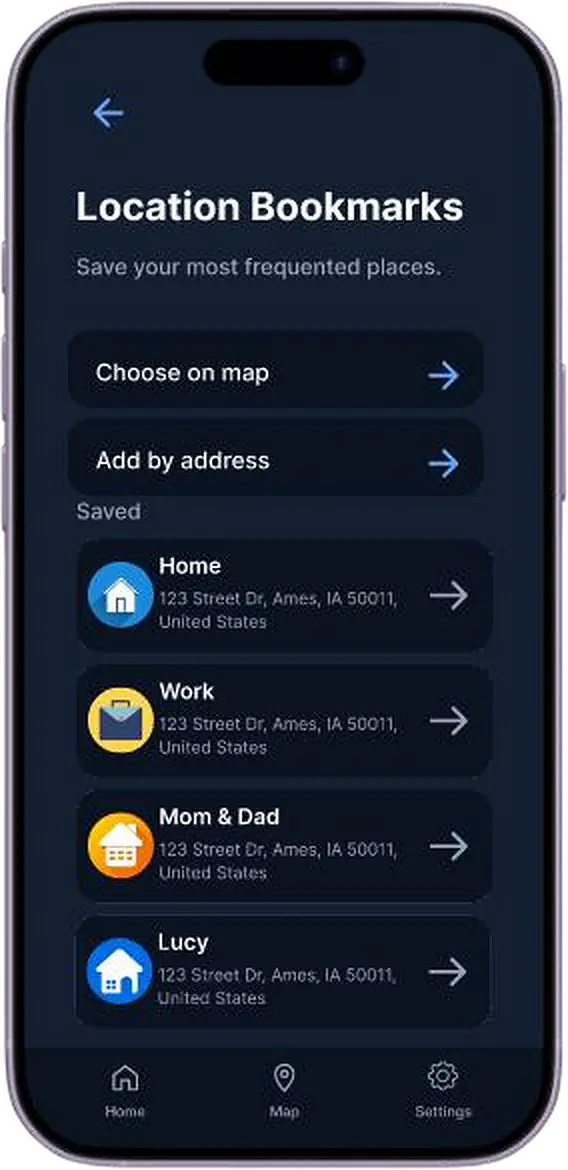 Location Bookmarks
Save your most frequented places.
Choose on map
Add by address
Saved
Home
123 Street Dr, Ames, IA 50011,
United States
Work
123 Street Dr, Ames, IA 50011,
United States
Mom & Dad
123 Street Dr, Ames, IA 50011,
United States
Lucy
123 Street Dr, Ames, IA 50011,
United States
Home
Map
Settings